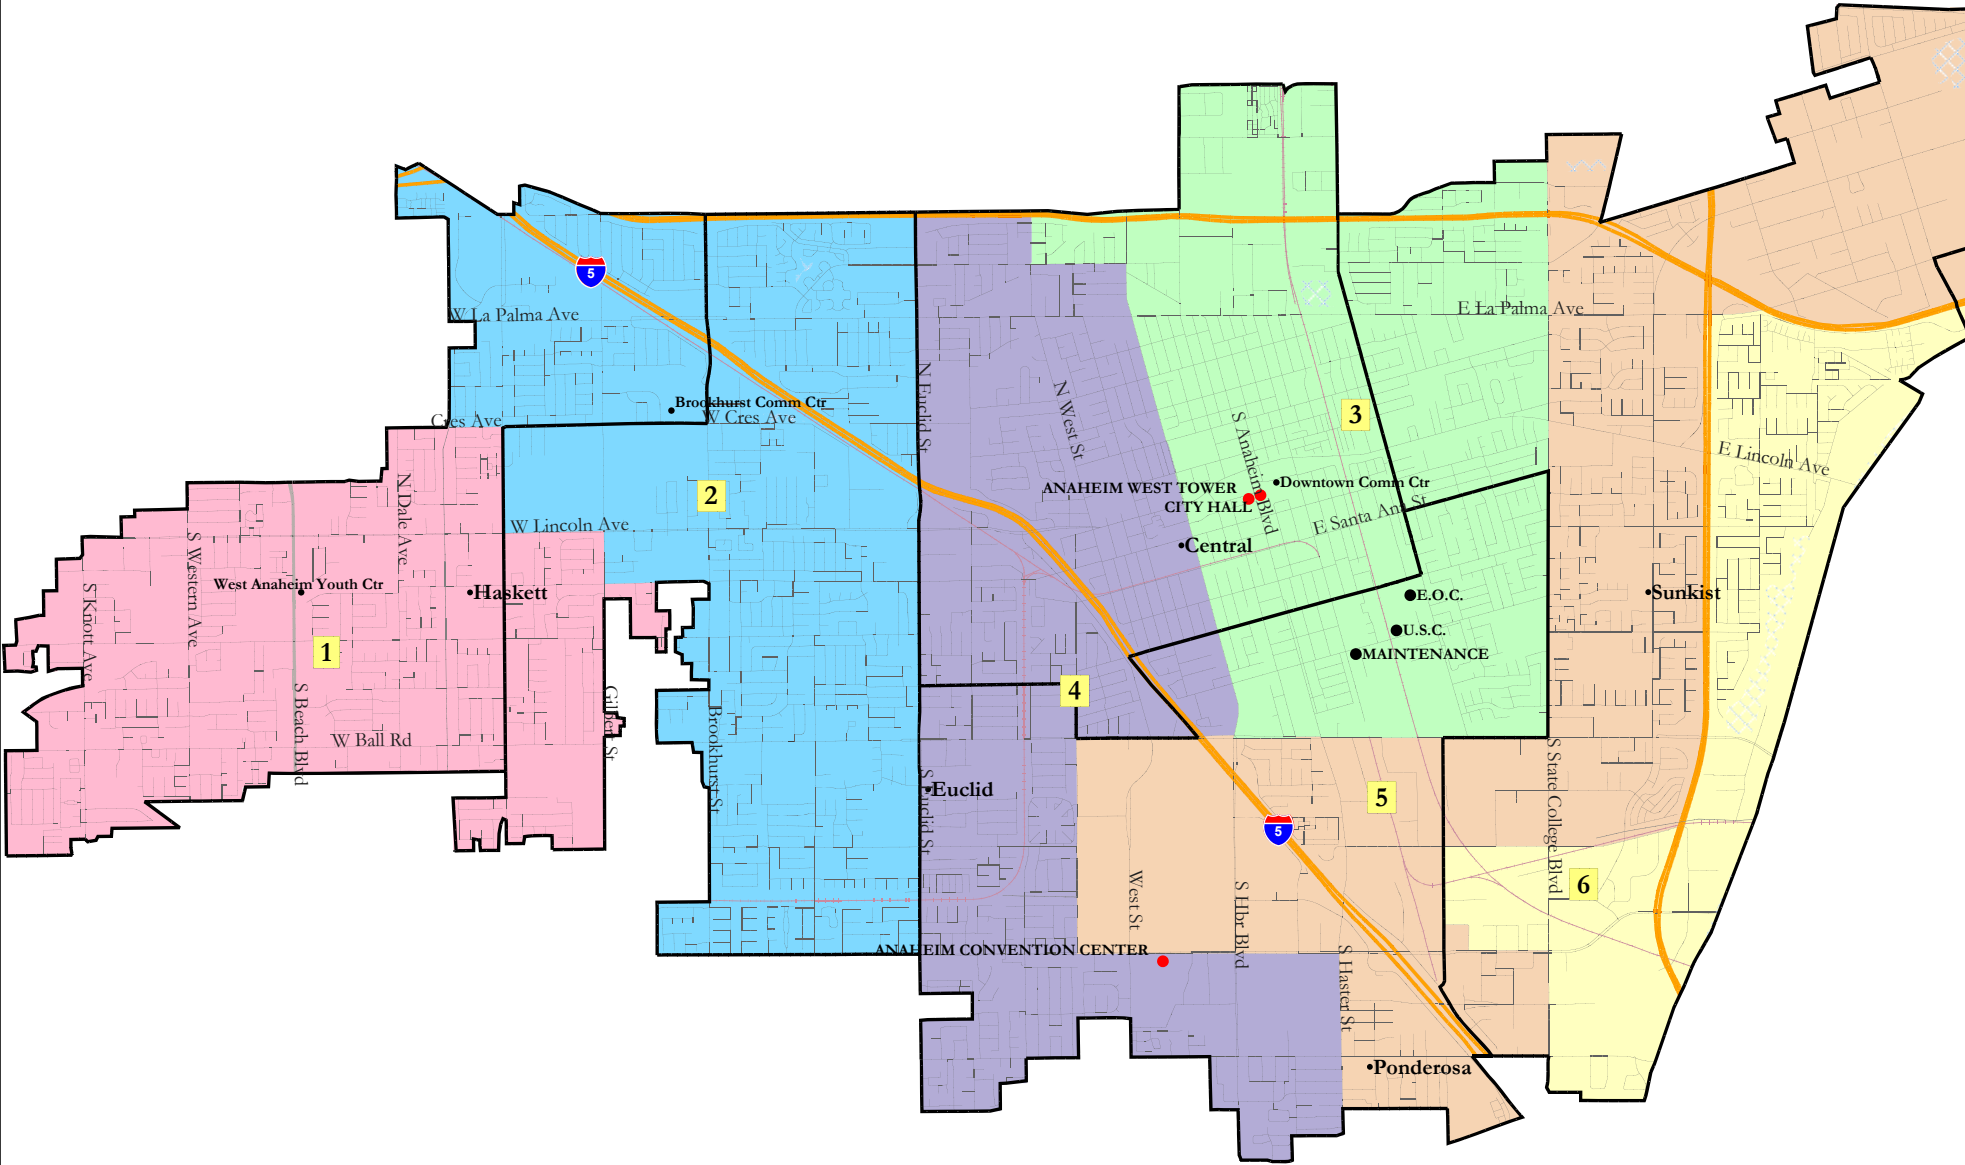 5
W La Palma Ave
E La Palma Ave
Brookhurst Comm Ctr
Cres Ave
W Cres Ave
N Euclid St
N West St
3
S Anaheim Blvd
E Lincoln Ave
N Dale Ave
2
ANAHEIM WEST TOWER
Downtown Comm Ctr
CITY HALL
E Santa Ana St
W Lincoln Ave
Central
S Western Ave
West Anaheim Youth Ctr
Haskett
S Knott Ave
E.O.C.
Sunkist
U.S.C.
1
MAINTENANCE
4
S Beach Blvd
Gilbert St
Brookhurst St
W Ball Rd
S Euclid St
Euclid
5
5
S State College Blvd
6
West St
S Hbr Blvd
ANAHEIM CONVENTION CENTER
S Haster St
Ponderosa